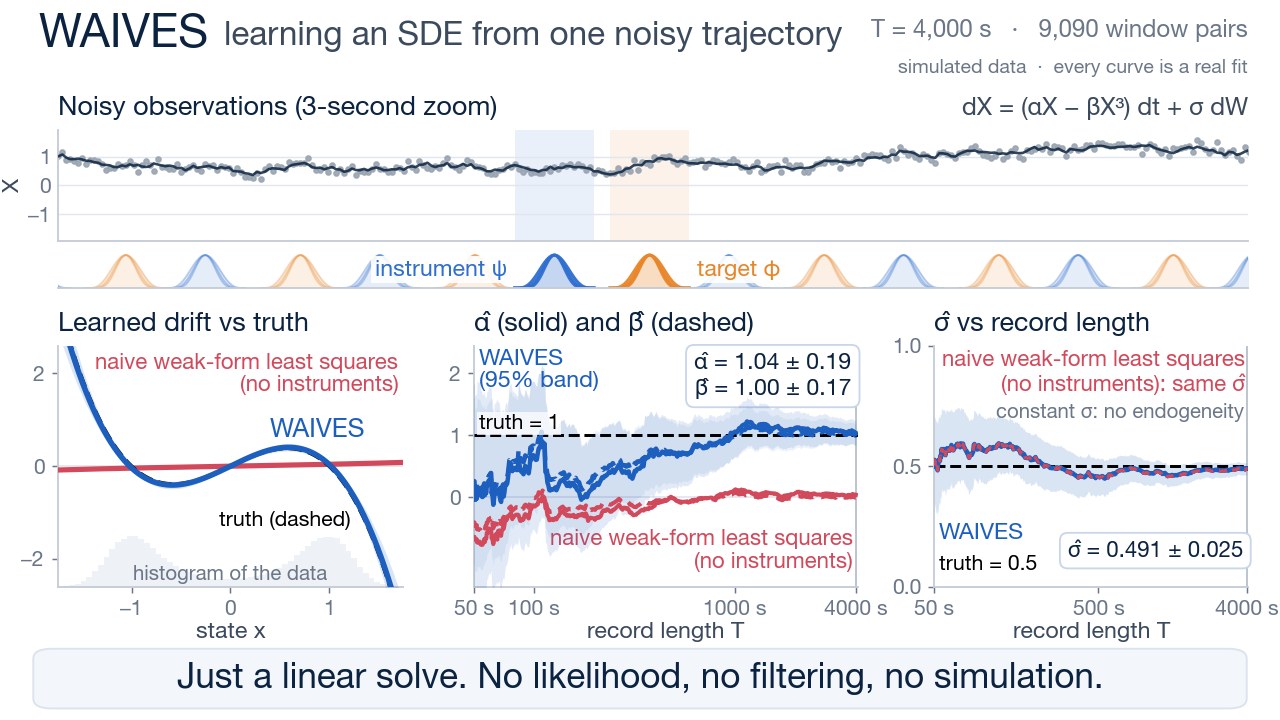 WAIVES learning an SDE from one noisy trajectory
T = 4,000 s · 9,090 window pairs
simulated data · every curve is a real fit
Noisy observations (3-second zoom)
dX = (αX − βX³) dt + σ dW
X
1
0
−1
instrument ψ
target φ
Learned drift vs truth
naive weak-form least squares
(no instruments)
WAIVES
truth (dashed)
histogram of the data
2
0
−2
−1
0
1
state x
α̂ (solid) and β̂ (dashed)
WAIVES
(95% band)
α̂ = 1.04 ± 0.19
β̂ = 1.00 ± 0.17
truth = 1
naive weak-form least squares
(no instruments)
2
1
0
50 s 100 s 1000 s 4000 s
record length T
σ̂ vs record length
naive weak-form least squares
(no instruments): same σ̂
constant σ: no endogeneity
WAIVES
truth = 0.5
σ̂ = 0.491 ± 0.025
1.0
0.5
0.0
50 s 500 s 4000 s
record length T
Just a linear solve. No likelihood, no filtering, no simulation.